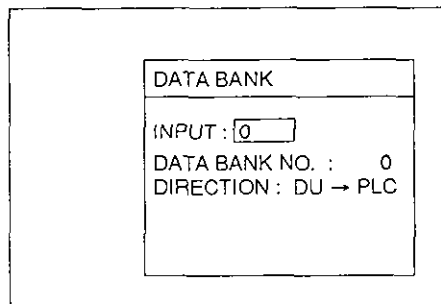 DATA BANK
INPUT : 0
DATA BANK NO. : 0
DIRECTION : DU → PLC